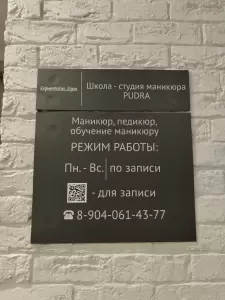 Школа - студия маникюра
PUDRA
Маникюр, педикюр,
обучение маникюру
РЕЖИМ РАБОТЫ:
Пн. - Вс. по записи
- для записи
☎ 8-904-061-43-77